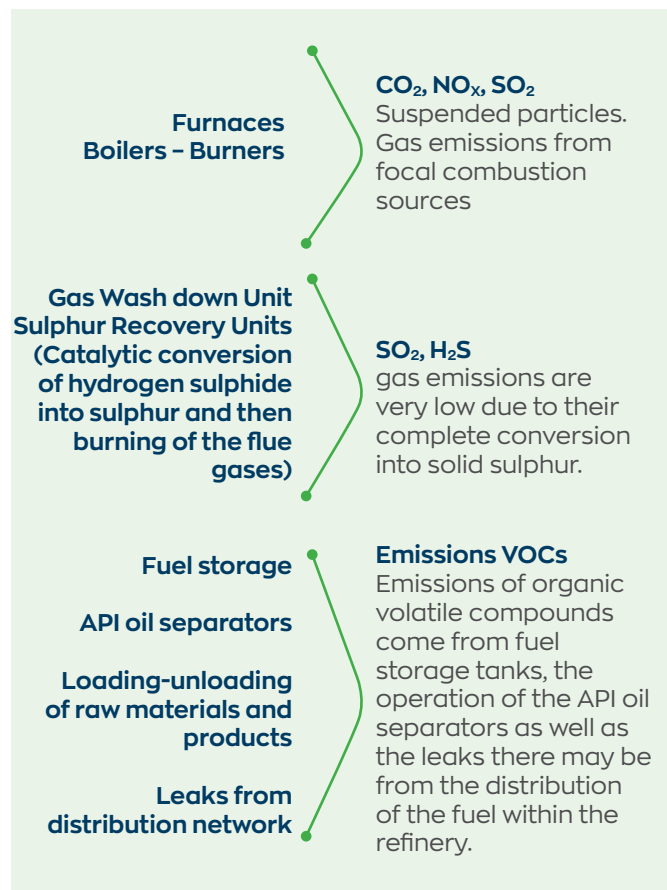 Furnaces
Boilers – Burners
CO₂, NOₓ, SO₂
Suspended particles.
Gas emissions from
focal combustion
sources
Gas Wash down Unit
Sulphur Recovery Units
(Catalytic conversion
of hydrogen sulphide
into sulphur and then
burning of the flue
gases)
SO₂, H₂S
gas emissions are
very low due to their
complete conversion
into solid sulphur.
Fuel storage
API oil separators
Loading-unloading
of raw materials and
products
Leaks from
distribution network
Emissions VOCs
Emissions of organic
volatile compounds
come from fuel
storage tanks, the
operation of the API oil
separators as well as
the leaks there may be
from the distribution
of the fuel within the
refinery.